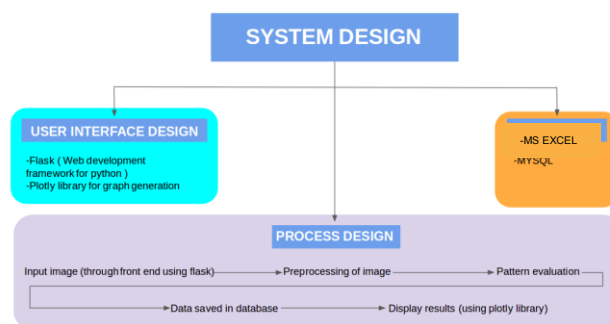 SYSTEM DESIGN
USER INTERFACE DESIGN
-Flask ( Web development
framework for python )
-Plotly library for graph generation
-MS EXCEL
-MYSQL
PROCESS DESIGN
Input image (through front end using flask)
Preprocessing of image
Pattern evaluation
Data saved in database
Display results (using plotly library)